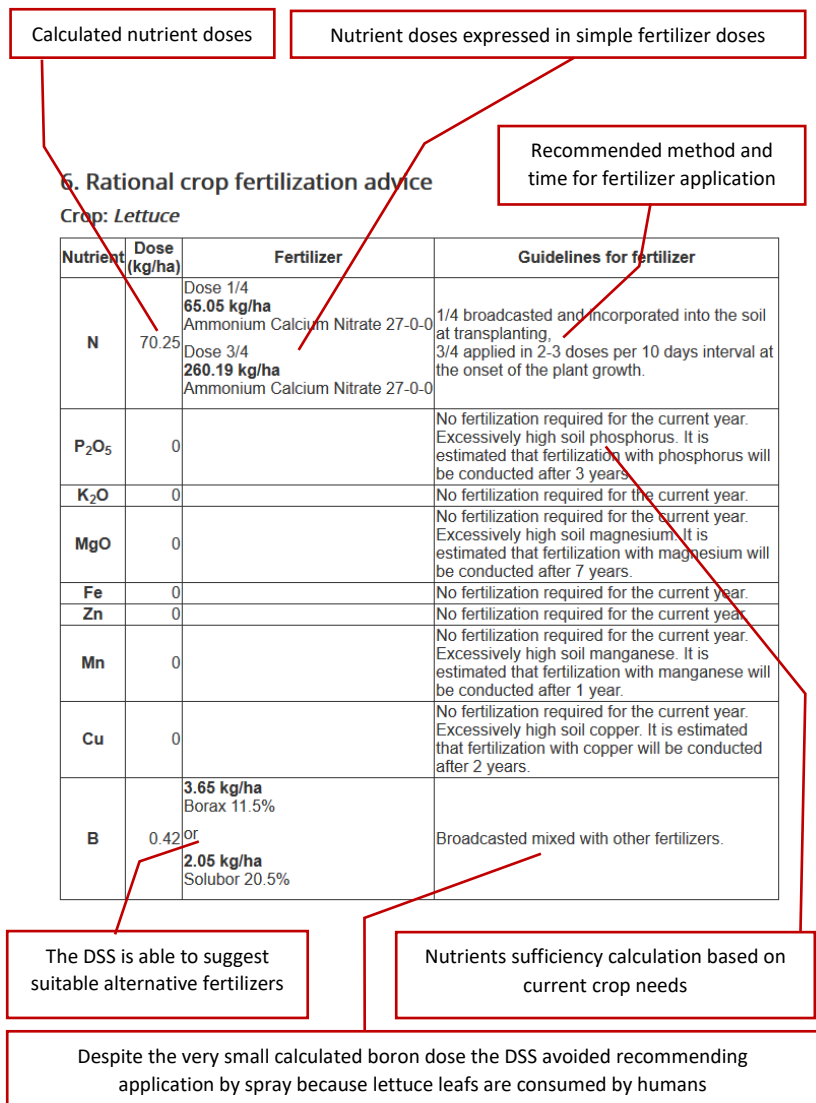 Calculated nutrient doses
Nutrient doses expressed in simple fertilizer doses
Recommended method and
time for fertilizer application
6. Rational crop fertilization advice
Crop: Lettuce
Nutrient
Dose
(kg/ha)
Fertilizer
Guidelines for fertilizer
N
70.25
Dose 1/4
65.05 kg/ha
Ammonium Calcium Nitrate 27-0-0
Dose 3/4
260.19 kg/ha
Ammonium Calcium Nitrate 27-0-0
1/4 broadcasted and incorporated into the soil
at transplanting,
3/4 applied in 2-3 doses per 10 days interval at
the onset of the plant growth.
P₂O₅
0
No fertilization required for the current year.
Excessively high soil phosphorus. It is
estimated that fertilization with phosphorus will
be conducted after 3 years.
K₂O
0
No fertilization required for the current year.
MgO
0
No fertilization required for the current year.
Excessively high soil magnesium. It is
estimated that fertilization with magnesium will
be conducted after 7 years.
Fe
0
No fertilization required for the current year.
Zn
0
No fertilization required for the current year.
Mn
0
No fertilization required for the current year.
Excessively high soil manganese. It is
estimated that fertilization with manganese will
be conducted after 1 year.
Cu
0
No fertilization required for the current year.
Excessively high soil copper. It is estimated
that fertilization with copper will be conducted
after 2 years.
B
0.42
3.65 kg/ha
Borax 11.5%
or
2.05 kg/ha
Solubor 20.5%
Broadcasted mixed with other fertilizers.
The DSS is able to suggest
suitable alternative fertilizers
Nutrients sufficiency calculation based on
current crop needs
Despite the very small calculated boron dose the DSS avoided recommending
application by spray because lettuce leafs are consumed by humans